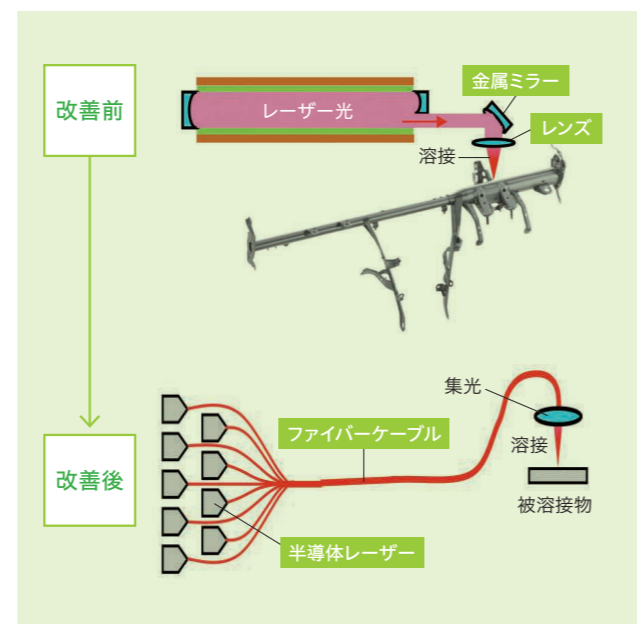 改善前
レーザー光
金属ミラー
レンズ
溶接
改善後
ファイバーケーブル
半導体レーザー
集光
溶接
被溶接物